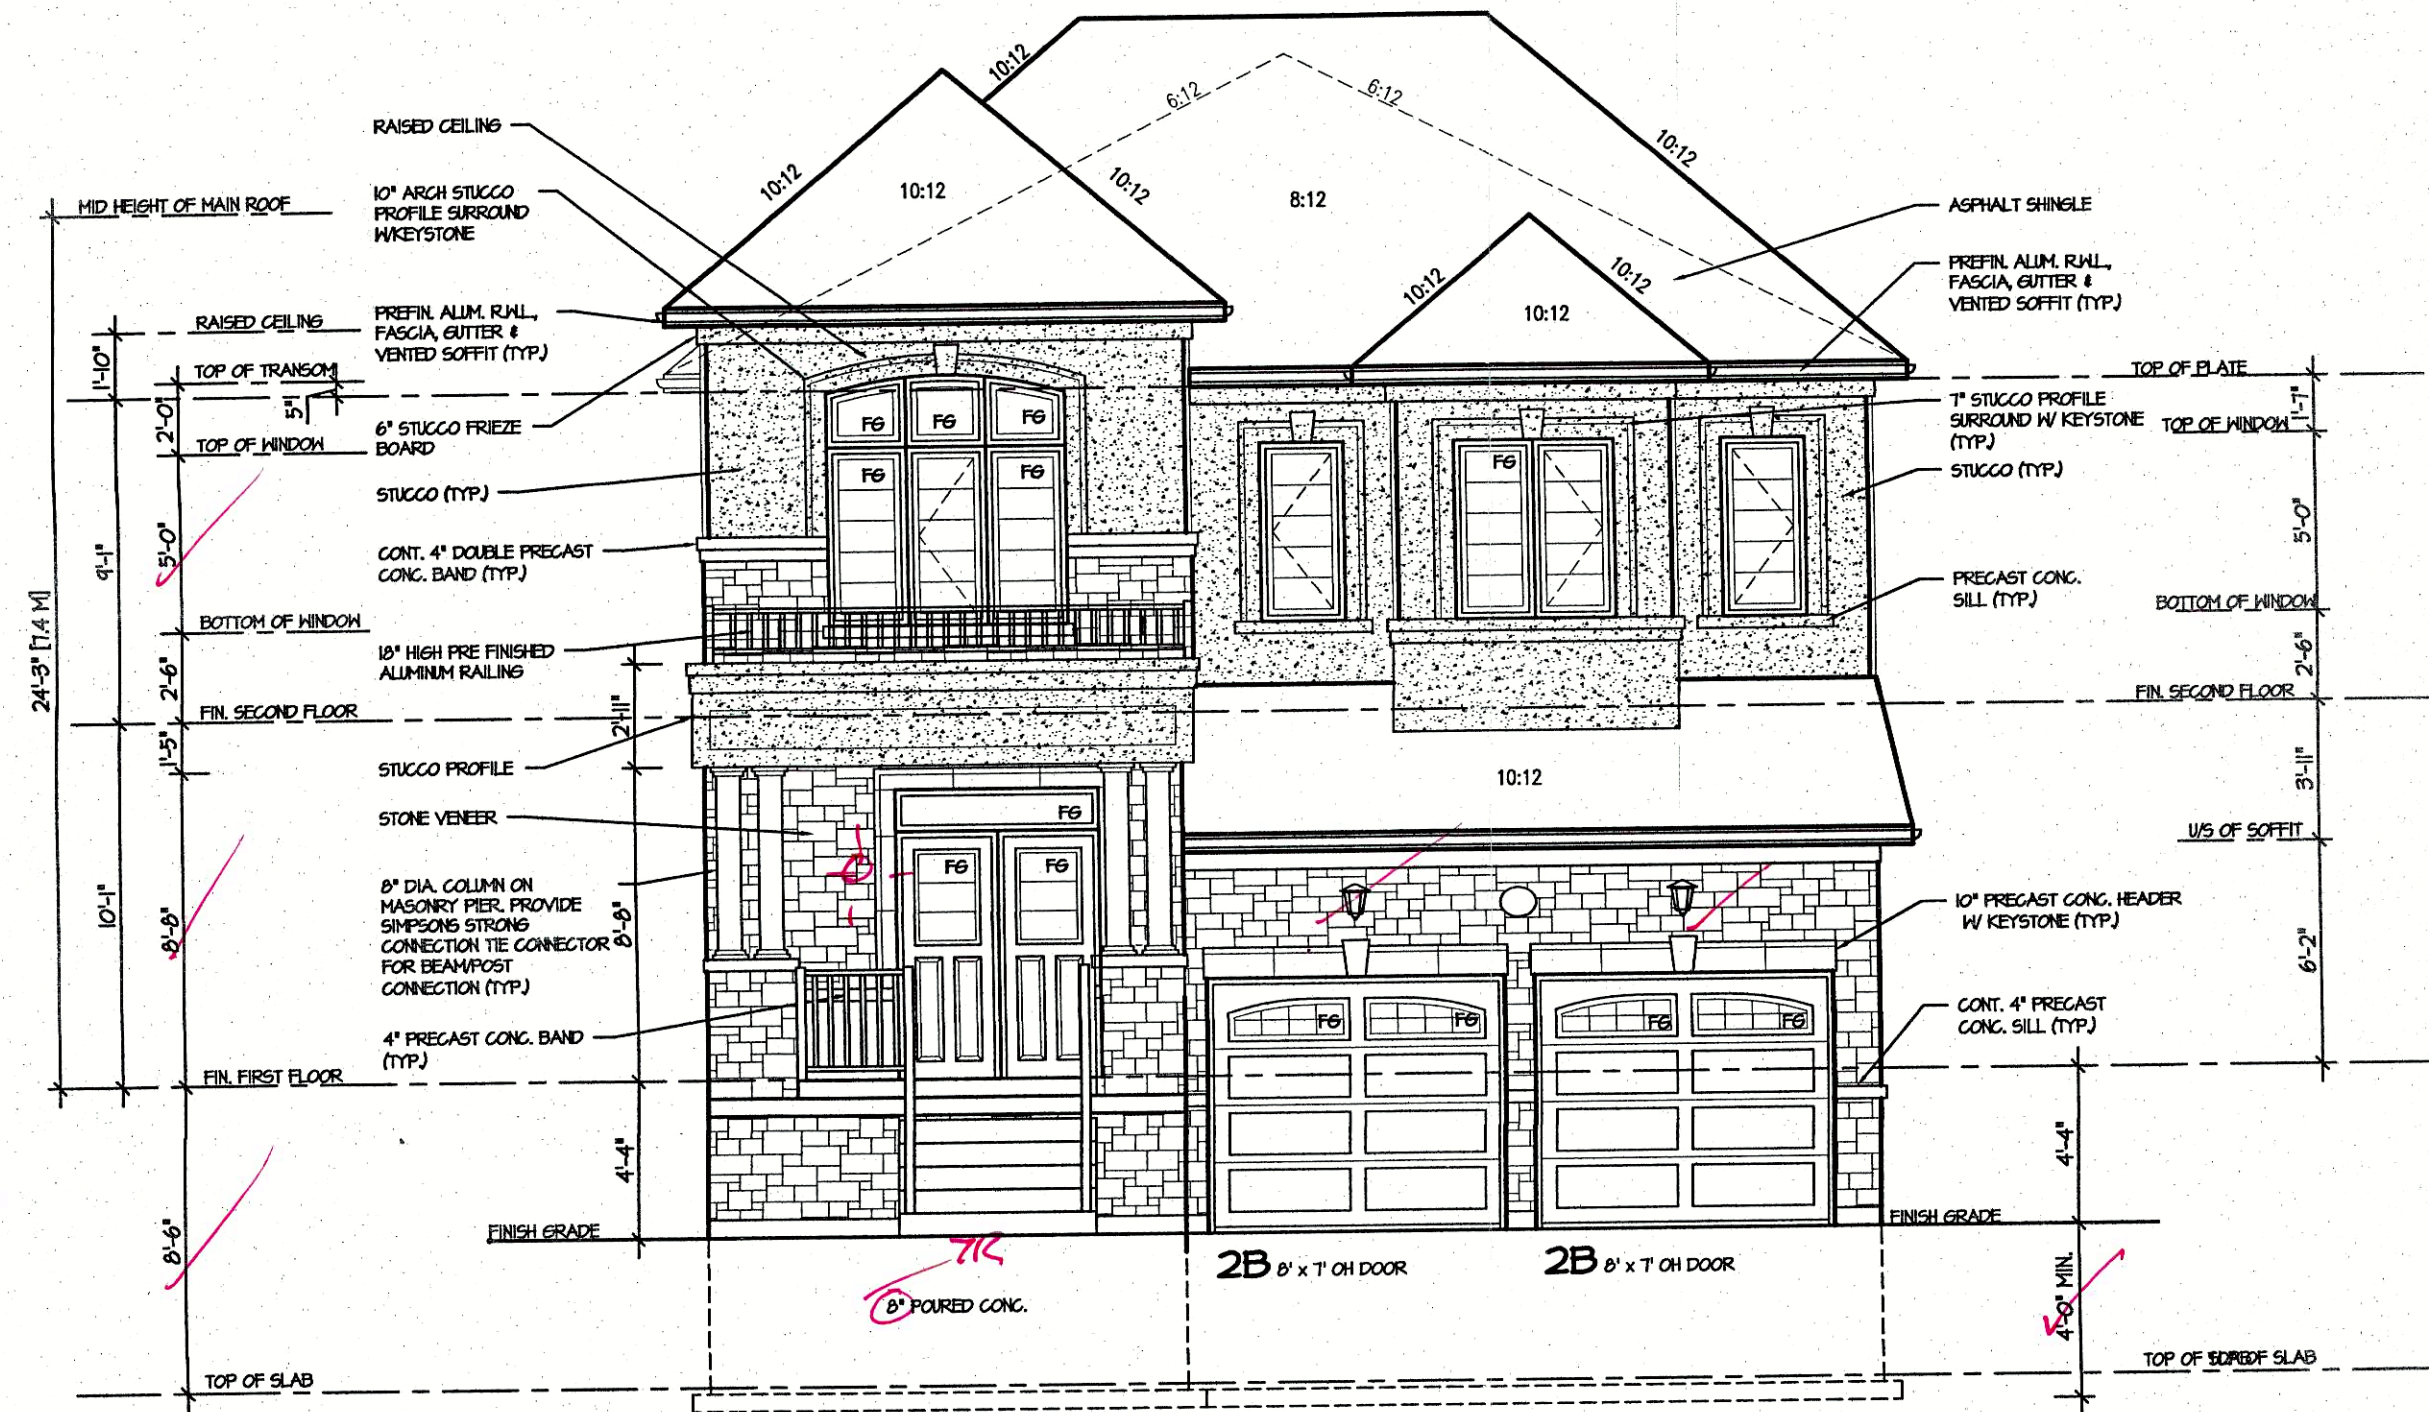 10:12
6:12
6:12
10:12
10:12
10:12
10:12
8:12
10:12
10:12
10:12
10:12
RAISED CEILING
10" ARCH STUCCO
PROFILE SURROUND
W/KEYSTONE
MID HEIGHT OF MAIN ROOF
PREFIN. ALUM. R.W.L.,
FASCIA, GUTTER &
VENTED SOFFIT (TYP.)
RAISED CEILING
1'-10"
TOP OF TRANSOM
5"
2'-0"
TOP OF WINDOW
6" STUCCO FRIEZE
BOARD
STUCCO (TYP.)
5'-0"
9'-1"
24'-3" [7.4 M]
CONT. 4" DOUBLE PRECAST
CONC. BAND (TYP.)
BOTTOM OF WINDOW
18" HIGH PRE FINISHED
ALUMINUM RAILING
2'-6"
FIN. SECOND FLOOR
2'-11"
1'-5"
STUCCO PROFILE
STONE VENEER
8" DIA. COLUMN ON
MASONRY PIER. PROVIDE
SIMPSONS STRONG
CONNECTION TIE CONNECTOR
FOR BEAM/POST
CONNECTION (TYP.)
10'-1"
8'-8"
8'-8"
4" PRECAST CONC. BAND
(TYP.)
FIN. FIRST FLOOR
4'-4"
8'-6"
FINISH GRADE
TOP OF SLAB
FG
FG
FG
FG
FG
FG
FG
FG
FG
FG
FG
FG
FG
ASPHALT SHINGLE
PREFIN. ALUM. R.W.L.,
FASCIA, GUTTER &
VENTED SOFFIT (TYP.)
TOP OF PLATE
1'-7"
7" STUCCO PROFILE
SURROUND W/ KEYSTONE
(TYP.)
TOP OF WINDOW
STUCCO (TYP.)
5'-0"
PRECAST CONC.
SILL (TYP.)
BOTTOM OF WINDOW
2'-6"
FIN. SECOND FLOOR
3'-11"
U/S OF SOFFIT
10" PRECAST CONC. HEADER
W/ KEYSTONE (TYP.)
6'-2"
CONT. 4" PRECAST
CONC. SILL (TYP.)
4'-4"
FINISH GRADE
4'-0" MIN.
TOP OF SLAB
7R
8" POURED CONC.
2B 8' x 7' OH DOOR
2B 8' x 7' OH DOOR